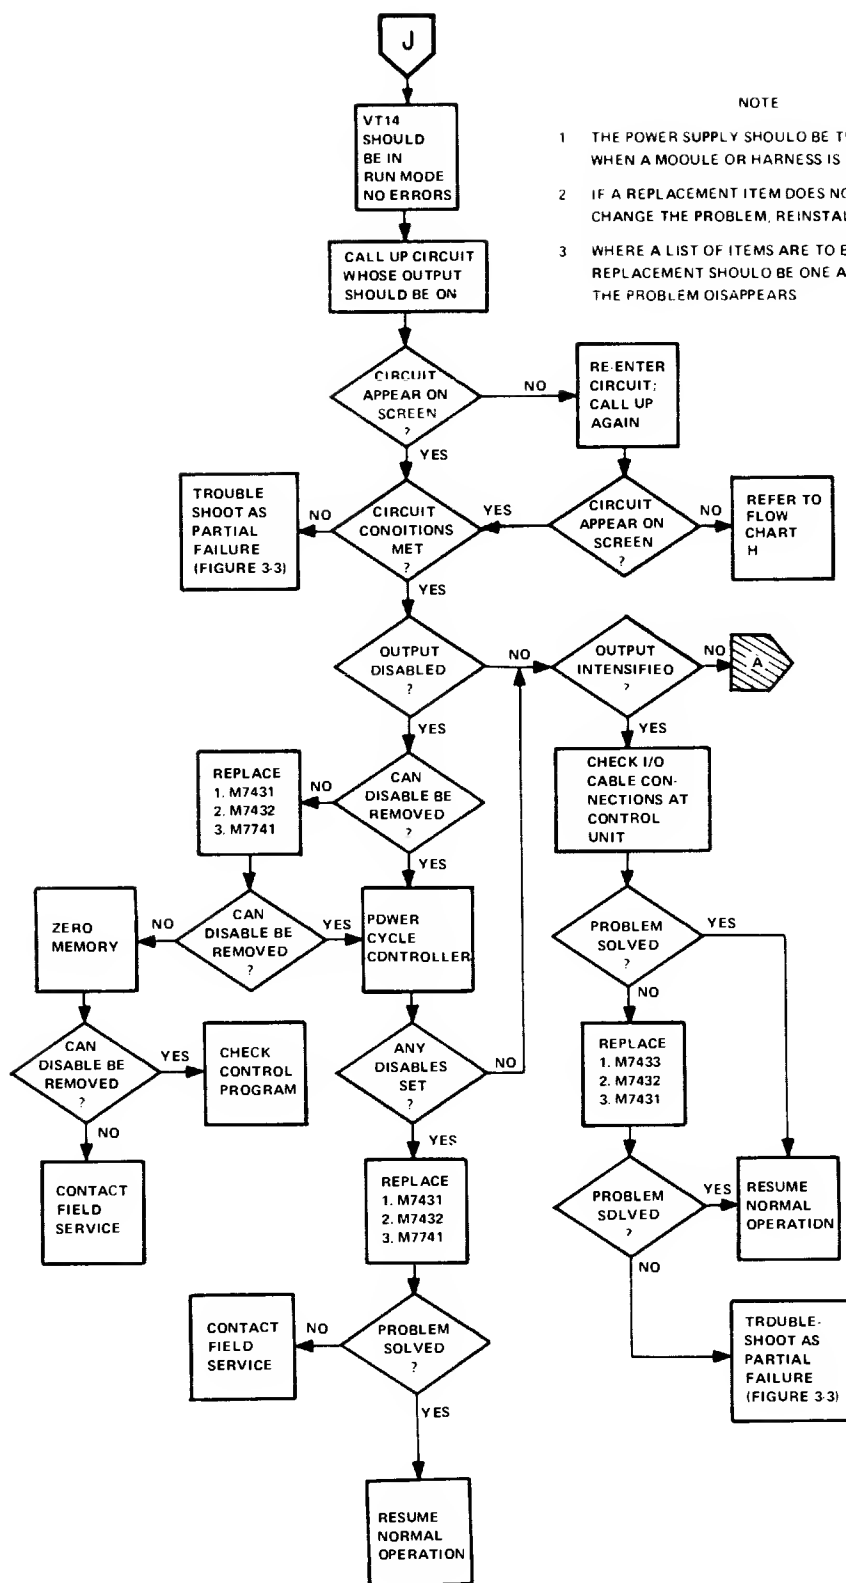 J
VT14
SHOULD
BE IN
RUN MODE
NO ERRORS
NOTE
1 THE POWER SUPPLY SHOULD BE
WHEN A MODULE OR HARNESS IS
2 IF A REPLACEMENT ITEM DOES
CHANGE THE PROBLEM, REINSTAL
3 WHERE A LIST OF ITEMS ARE TO
REPLACEMENT SHOULD BE ONE A
THE PROBLEM DISAPPEARS
CALL UP CIRCUIT
WHOSE OUTPUT
SHOULD BE ON
CIRCUIT
APPEAR ON
SCREEN
?
NO
YES
RE-ENTER
CIRCUIT;
CALL UP
AGAIN
TROUBLE
SHOOT AS
PARTIAL
FAILURE
(FIGURE 3-3)
NO
CIRCUIT
CONDITIONS
MET
?
YES
YES
CIRCUIT
APPEAR ON
SCREEN
?
NO
REFER TO
FLOW
CHART
H
OUTPUT
DISABLED
?
NO
YES
OUTPUT
INTENSIFIED
?
NO
YES
A
REPLACE
1. M7431
2. M7432
3. M7741
NO
CAN
DISABLE BE
REMOVED?
?
YES
CHECK I/O
CABLE CON-
NECTIONS AT
CONTROL
UNIT
ZERO
MEMORY
NO
CAN
DISABLE BE
REMOVED?
?
YES
POWER
CYCLE
CONTROLLER
PROBLEM
SOLVED
?
YES
NO
CAN
DISABLE BE
REMOVED
?
YES
NO
CHECK
CONTROL
PROGRAM
ANY
DISABLES
SET
?
NO
YES
REPLACE
1. M7433
2. M7432
3. M7431
CONTACT
FIELD
SERVICE
REPLACE
1. M7431
2. M7432
3. M7741
PROBLEM
SOLVED
?
YES
NO
RESUME
NORMAL
OPERATION
CONTACT
FIELD
SERVICE
NO
PROBLEM
SOLVED
?
YES
TROUBLE-
SHOOT AS
PARTIAL
FAILURE
(FIGURE 3-3)
RESUME
NORMAL
OPERATION